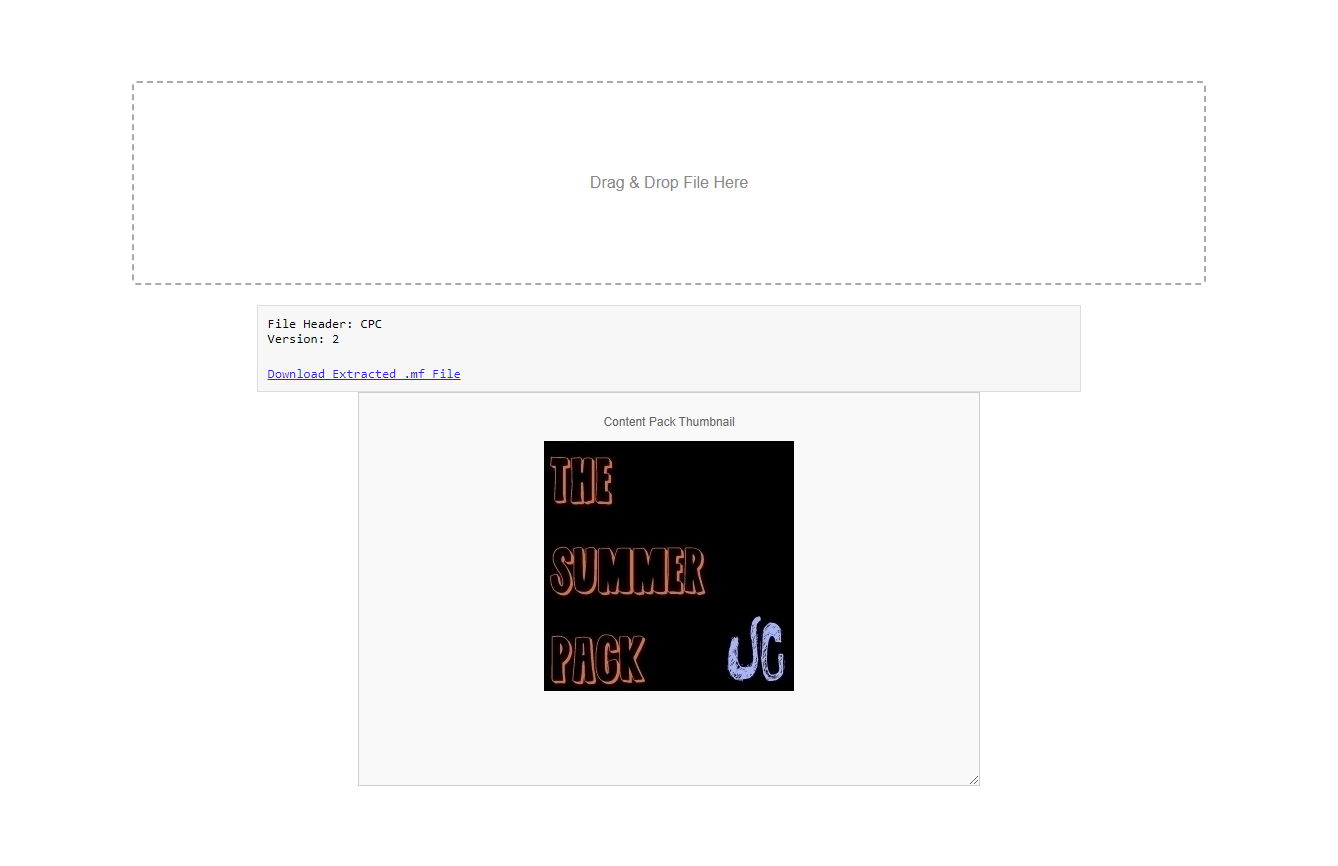 Drag & Drop File Here
File Header: CPC
Version: 2
Download Extracted .mf File
Content Pack Thumbnail
THE
SUMMER
PACK
JC